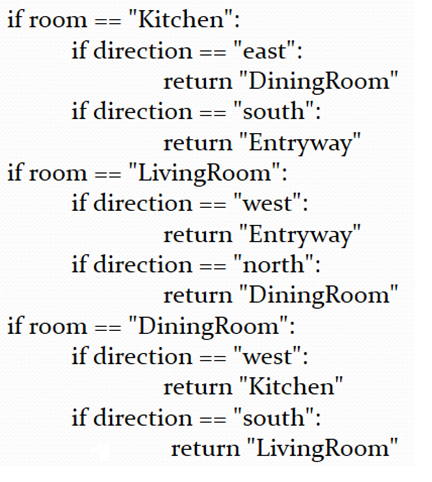 if room == "Kitchen":
if direction == "east":
return "DiningRoom"
if direction == "south":
return "Entryway"
if room == "LivingRoom":
if direction == "west":
return "Entryway"
if direction == "north":
return "DiningRoom"
if room == "DiningRoom":
if direction == "west":
return "Kitchen"
if direction == "south":
return "LivingRoom"